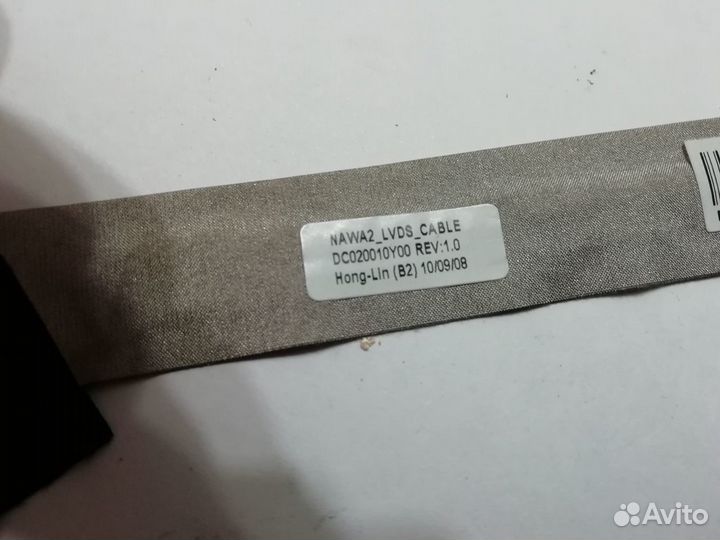 NAWA2_LVDS_CABLE
DC020010Y00 REV:1.0
Hong-Lin (B2) 10/09/08
Avito